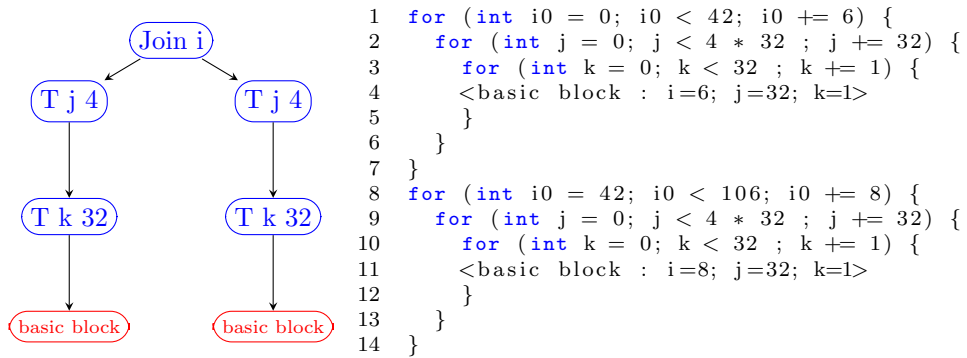 Join i
T j 4
T j 4
T k 32
T k 32
basic block
basic block
1 for (int i0 = 0; i0 < 42; i0 += 6) {
2 for (int j = 0; j < 4 * 32 ; j += 32) {
3 for (int k = 0; k < 32 ; k += 1) {
4 <basic block : i=6; j=32; k=1>
5 }
6 }
7 }
8 for (int i0 = 42; i0 < 106; i0 += 8) {
9 for (int j = 0; j < 4 * 32 ; j += 32) {
10 for (int k = 0; k < 32 ; k += 1) {
11 <basic block : i=8; j=32; k=1>
12 }
13 }
14 }